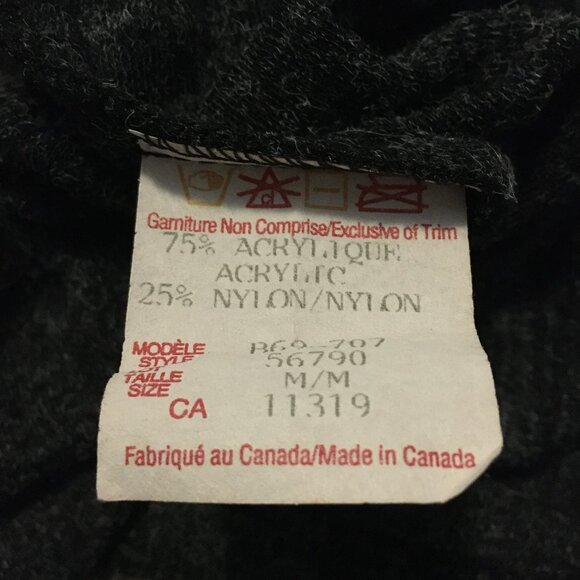 Garniture Non Comprise/Exclusive of Trim
75% ACRYLIQUE
ACRYLIC
25% NYLON/NYLON
MODÈLE
STYLE
56790
TAILLE
SIZE
M/M
CA 11319
Fabriqué au Canada/Made in Canada